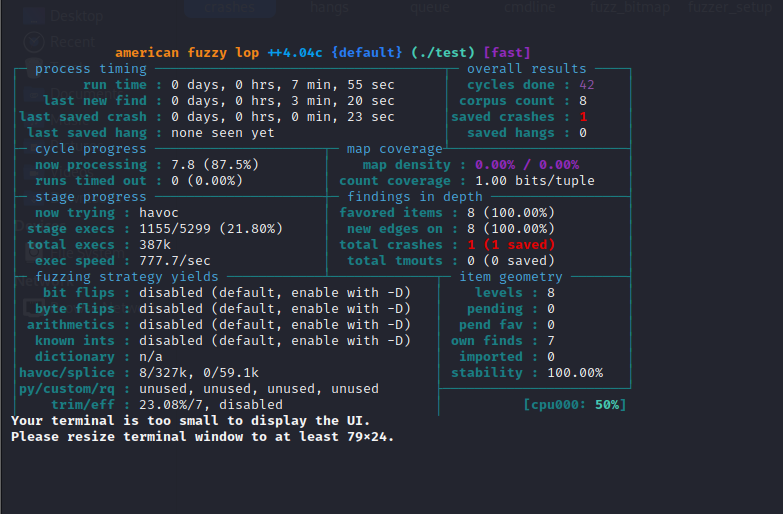 crashes hangs queue cmdline fuzz_bitmap fuzzer_setup
Desktop
Recent
american fuzzy lop ++4.04c {default} (./test) [fast]
process timing overall results
run time : 0 days, 0 hrs, 7 min, 55 sec cycles done : 42
last new find : 0 days, 0 hrs, 3 min, 20 sec corpus count : 8
last saved crash : 0 days, 0 hrs, 0 min, 23 sec saved crashes : 1
last saved hang : none seen yet saved hangs : 0
cycle progress map coverage
now processing : 7.8 (87.5%) map density : 0.00% / 0.00%
runs timed out : 0 (0.00%) count coverage : 1.00 bits/tuple
stage progress findings in depth
now trying : havoc favored items : 8 (100.00%)
stage execs : 1155/5299 (21.80%) new edges on : 8 (100.00%)
total execs : 387k total crashes : 1 (1 saved)
exec speed : 777.7/sec total tmouts : 0 (0 saved)
fuzzing strategy yields item geometry
bit flips : disabled (default, enable with -D) levels : 8
byte flips : disabled (default, enable with -D) pending : 0
arithmetics : disabled (default, enable with -D) pend fav : 0
known ints : disabled (default, enable with -D) own finds : 7
dictionary : n/a imported : 0
havoc/splice : 8/327k, 0/59.1k stability : 100.00%
py/custom/rq : unused, unused, unused, unused
trim/eff : 23.08%/7, disabled [cpu000: 50%]
Your terminal is too small to display the UI.
Please resize terminal window to at least 79x24.